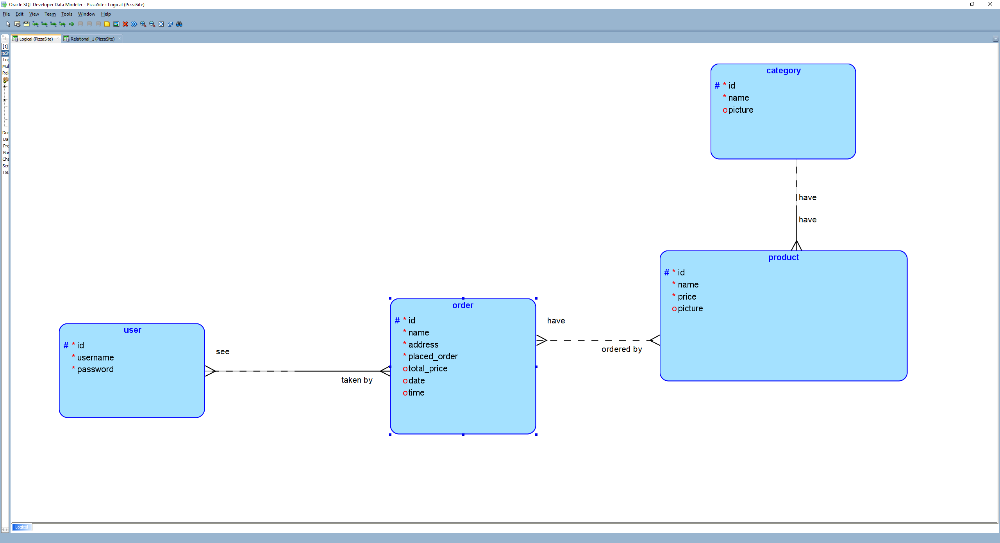 Oracle SQL Developer Data Modeler - PizzaSite : Logical (PizzaSite)
File Edit View Team Tools Window Help
Logical (PizzaSite) Relational_1 (PizzaSite)
[1]
zaSi
Log
Mul
Rel
Dor
Da
Pro
Bus
Cha
Ser
TSD
category
# * id
* name
o picture
have
have
product
# * id
* name
* price
o picture
order
# * id
* name
* address
* placed_order
o total_price
o date
o time
have
ordered by
user
# * id
* username
* password
see
taken by
Logical